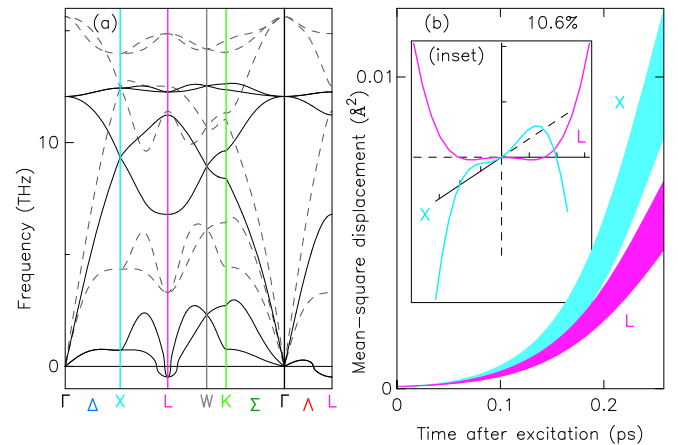 (a)
Frequency (THz)
10
0
Γ Δ X L W K Σ Γ Λ L
(b)
10.6%
(inset)
L
X
X
L
Mean-square displacement (Å²)
0.01
0
0 0.1 0.2
Time after excitation (ps)